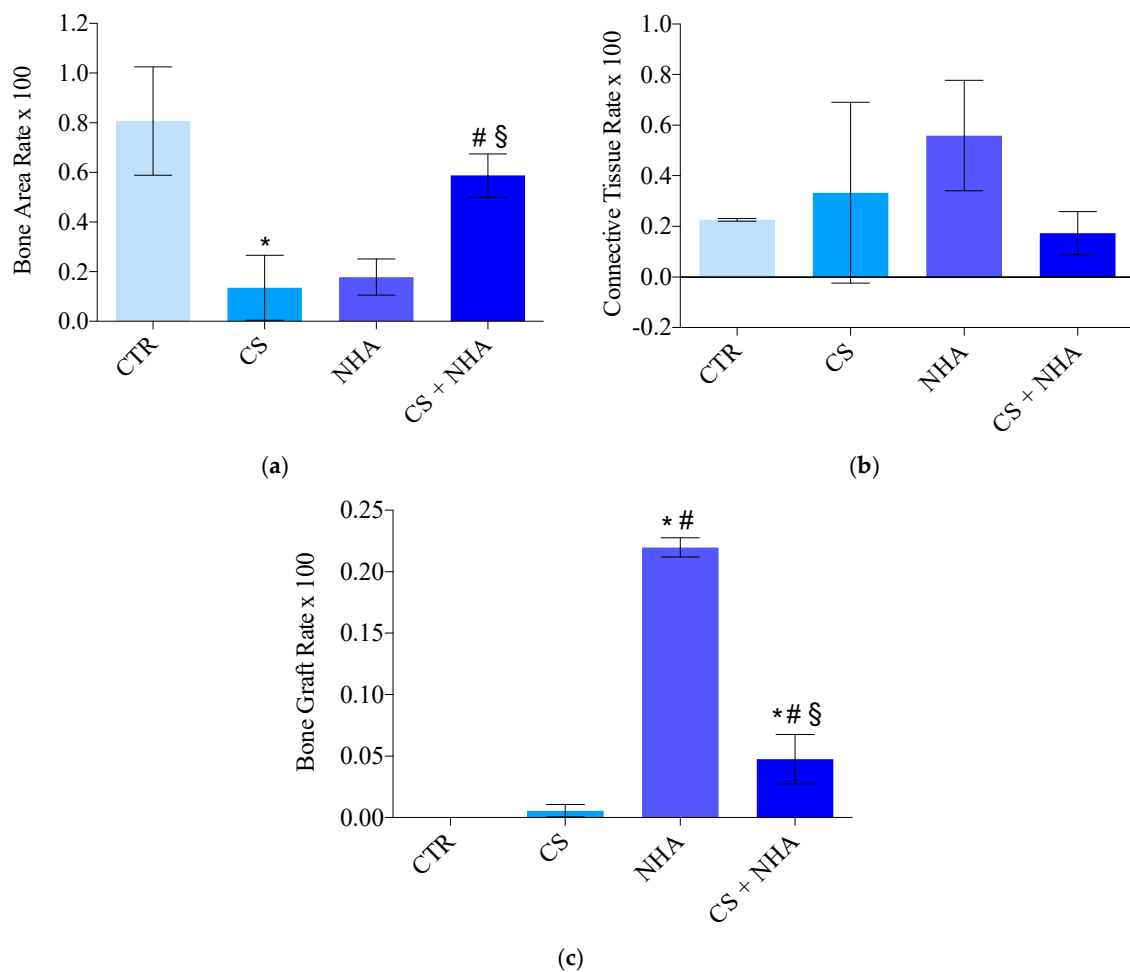 Bone Area Rate x 100
1.2
1.0
0.8
0.6
0.4
0.2
0.0
*
# §
CTR
CS
NHA
CS + NHA
(a)
Connective Tissue Rate x 100
1.0
0.8
0.6
0.4
0.2
0.0
-0.2
CTR
CS
NHA
CS + NHA
(b)
Bone Graft Rate x 100
0.25
0.20
0.15
0.10
0.05
0.00
* #
*# §
CTR
CS
NHA
CS + NHA
(c)